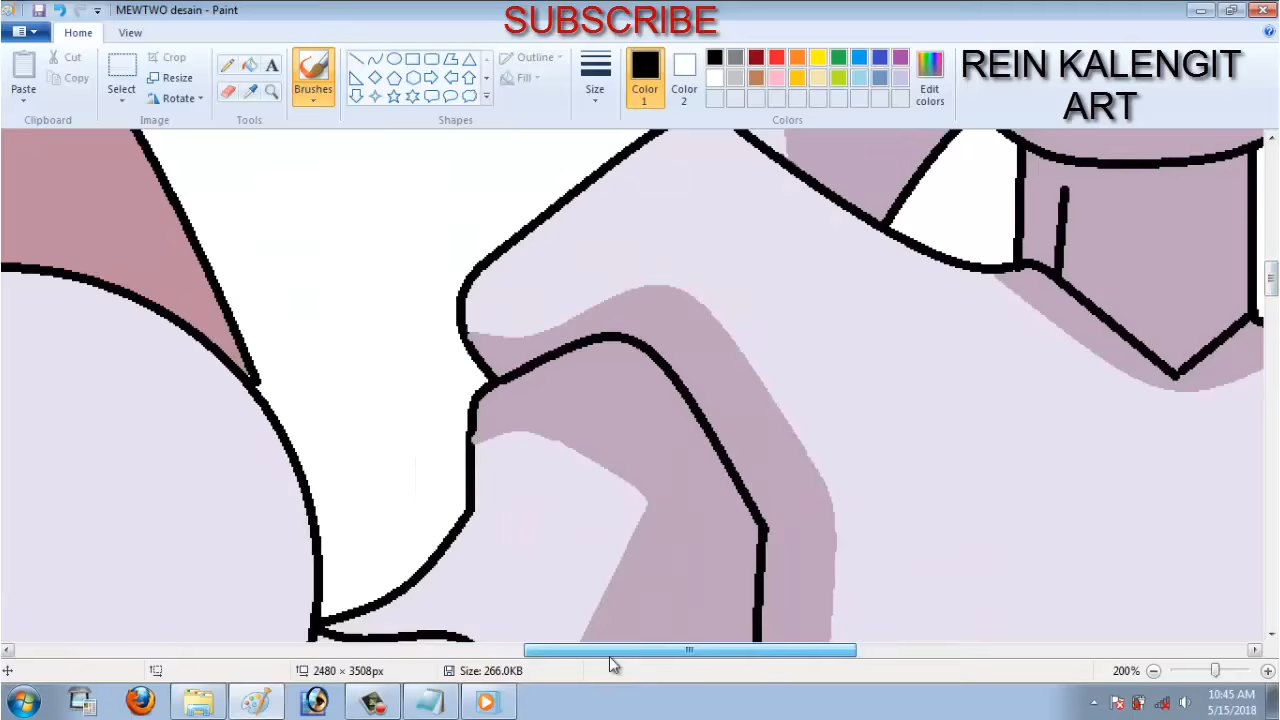 MEWTWO desain - Paint
SUBSCRIBE
Home View
REIN KALENGIT
ART
Paste
Cut
Copy
Select
Crop
Resize
Rotate
Brushes
Outline
Fill
Size
Color
1
Color
2
Edit
colors
Clipboard Image Tools Shapes Colors
2480 × 3508px Size: 266.0KB 200%
10:45 AM
5/15/2018